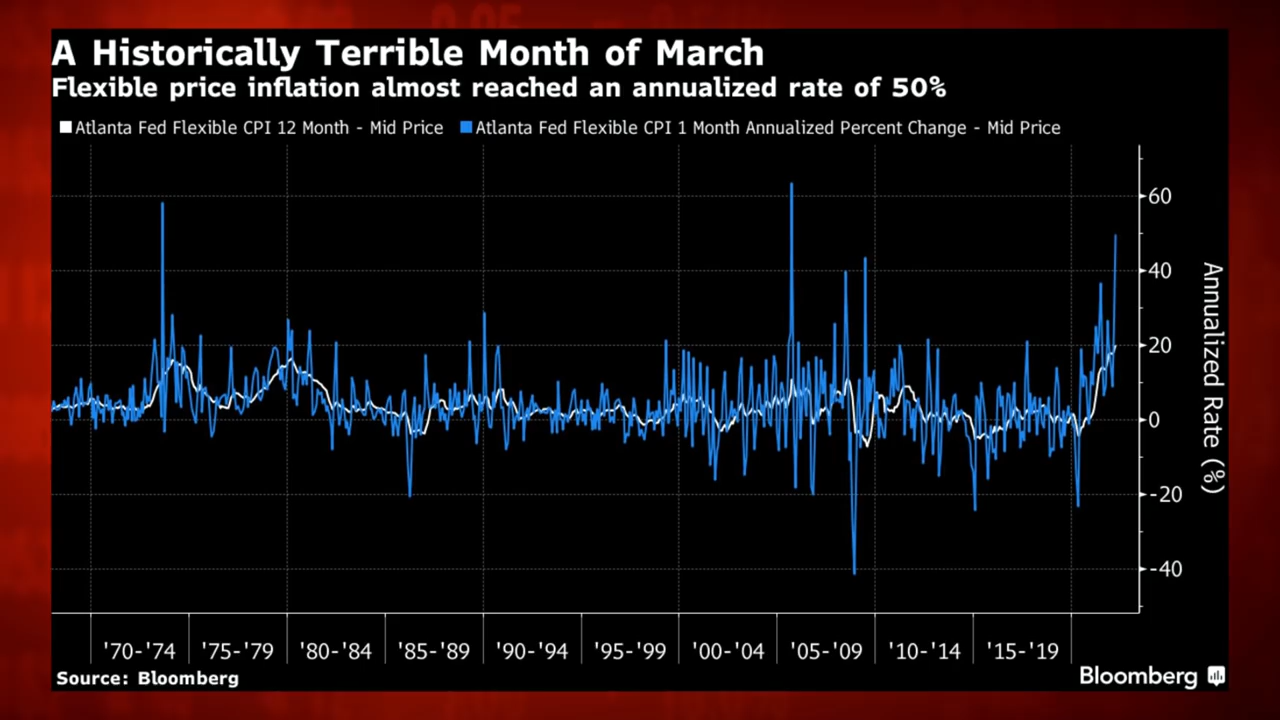 A Historically Terrible Month of March
Flexible price inflation almost reached an annualized rate of 50%
Atlanta Fed Flexible CPI 12 Month - Mid Price
Atlanta Fed Flexible CPI 1 Month Annualized Percent Change - Mid Price
60
40
20
0
-20
-40
Annualized Rate (%)
'70-'74
'75-'79
'80-'84
'85-'89
'90-'94
'95-'99
'00-'04
'05-'09
'10-'14
'15-'19
Source: Bloomberg
Bloomberg